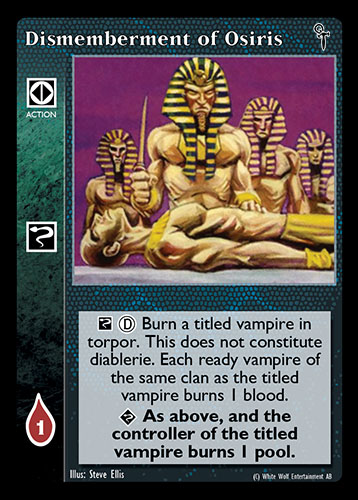 Dismemberment of Osiris
ACTION
D Burn a titled vampire in
torpor. This does not constitute
diablerie. Each ready vampire of
the same clan as the titled
vampire burns 1 blood.
As above, and the
controller of the titled
vampire burns 1 pool.
1
Illus: Steve Ellis
(C) White Wolf Entertainment AB